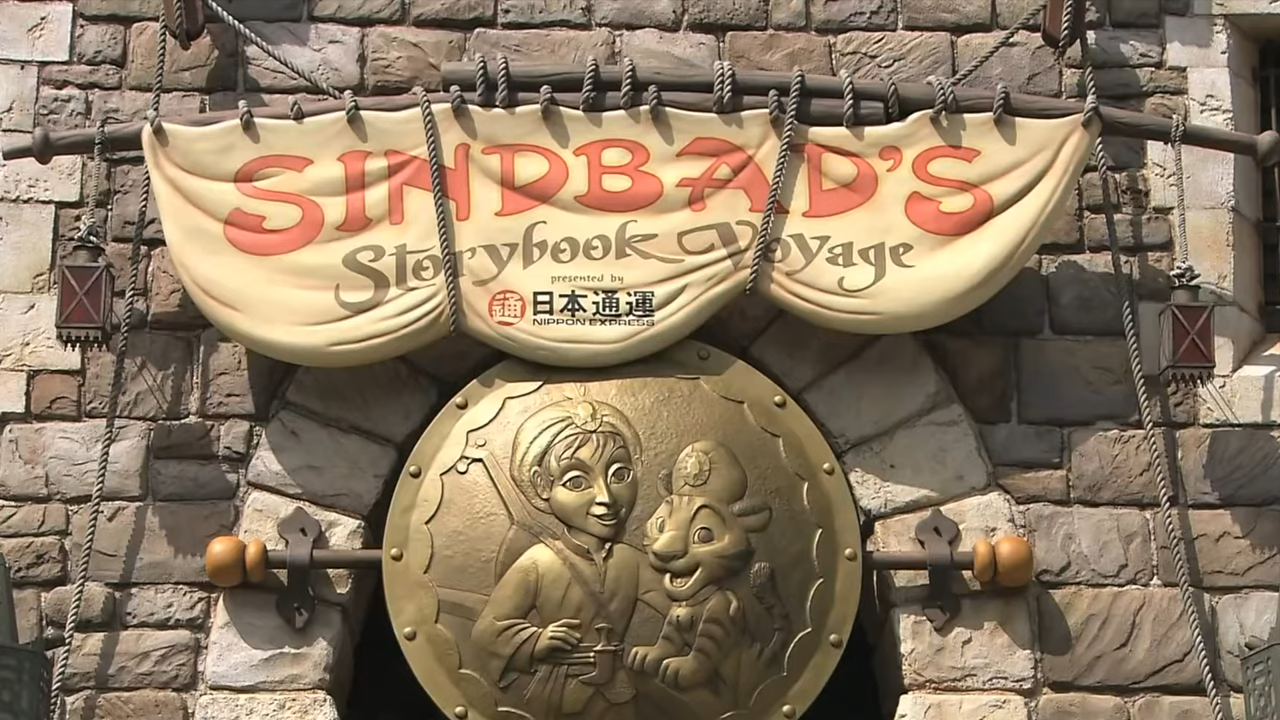 SINDBAD'S
Storybook Voyage
presented by
通 日本通運
NIPPON EXPRESS